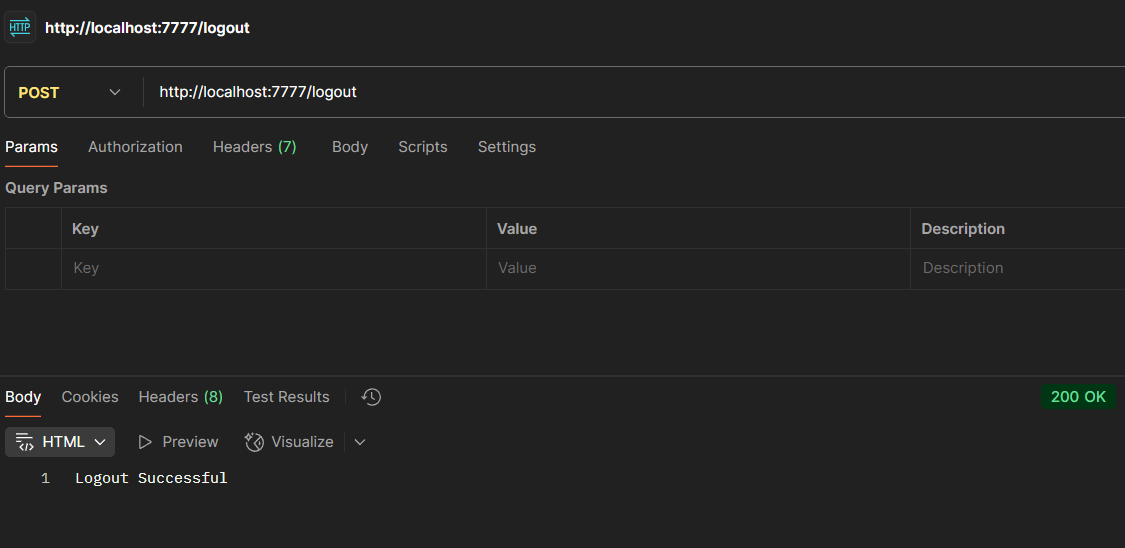 HTTP http://localhost:7777/logout
POST http://localhost:7777/logout
Params Authorization Headers (7) Body Scripts Settings
Query Params
Key Value Description
Key Value Description
Body Cookies Headers (8) Test Results 200 OK
HTML Preview Visualize
1 Logout Successful